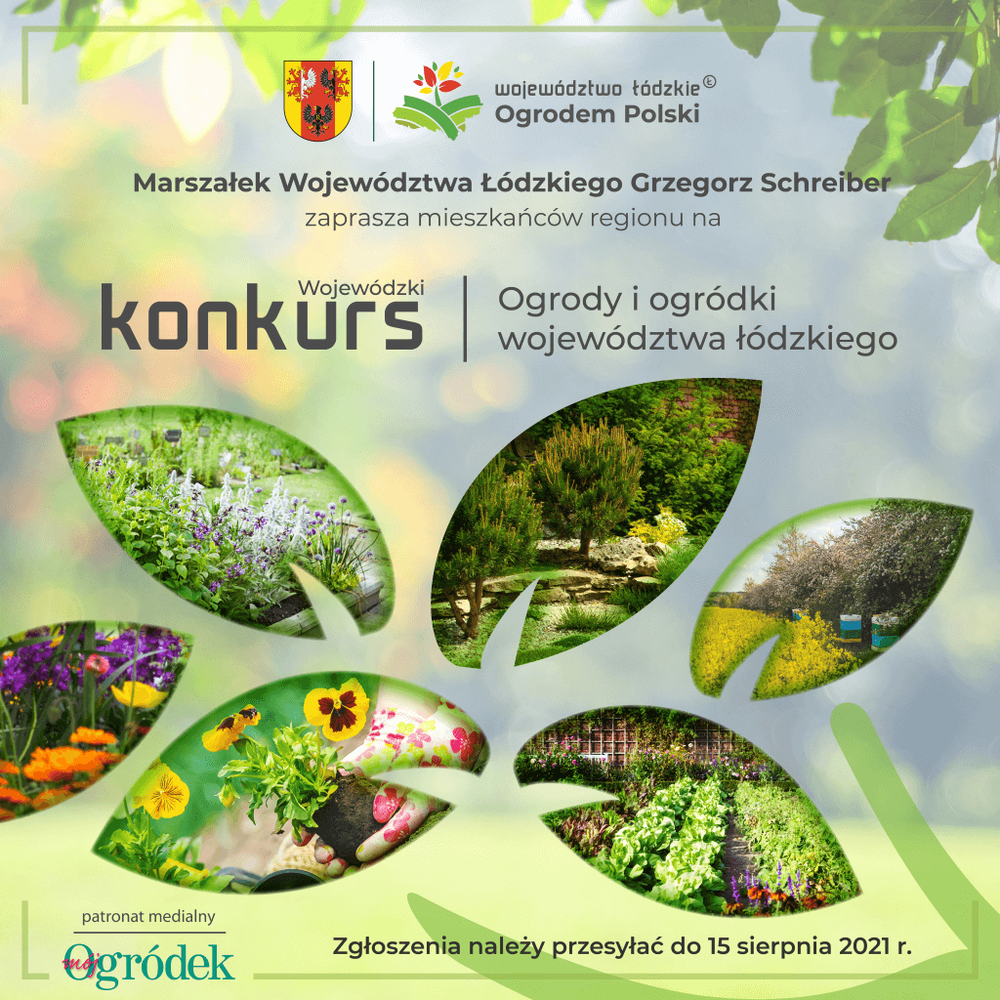 województwo łódzkie Ł
Ogrodem Polski
Marszałek Województwa Łódzkiego Grzegorz Schreiber
zaprasza mieszkańców regionu na
Wojewódzki
konkurs
Ogrody i ogródki
województwa łódzkiego
patronat medialny
mój Ogródek
Zgłoszenia należy przesyłać do 15 sierpnia 2021 r.